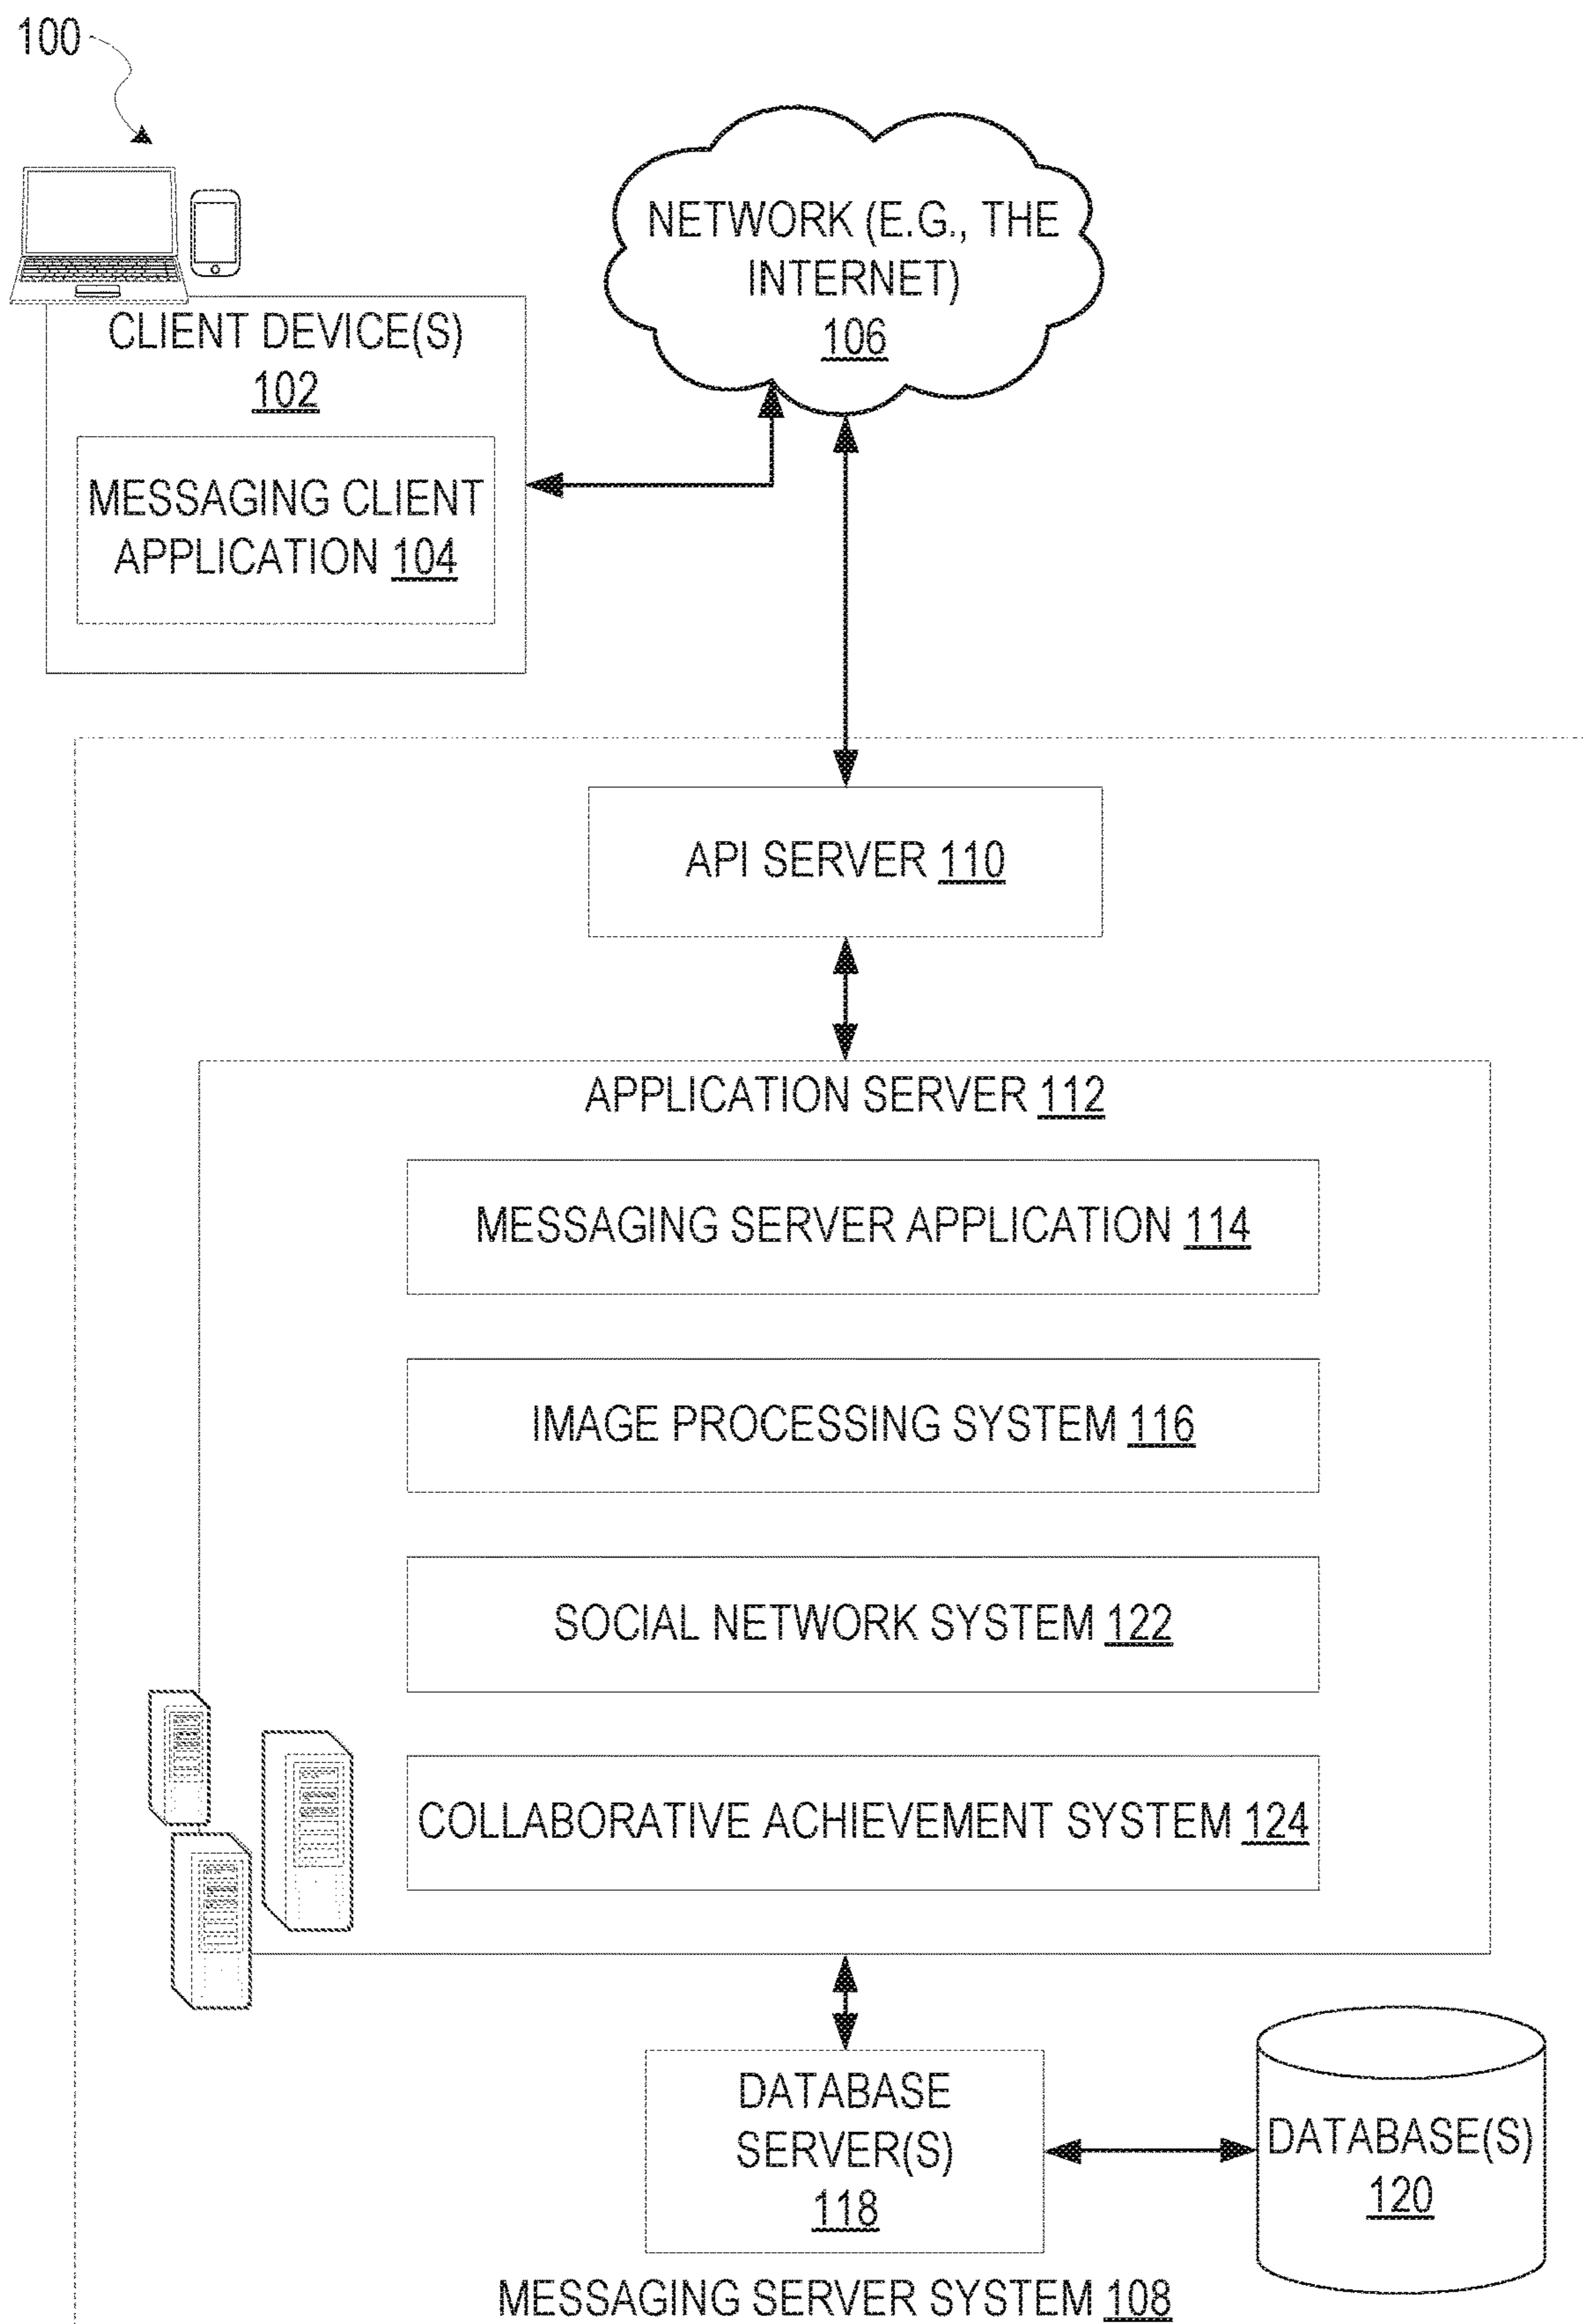 100
NETWORK (E.G., THE
INTERNET)
106
CLIENT DEVICE(S)
102
MESSAGING CLIENT
APPLICATION 104
API SERVER 110
APPLICATION SERVER 112
MESSAGING SERVER APPLICATION 114
IMAGE PROCESSING SYSTEM 116
SOCIAL NETWORK SYSTEM 122
COLLABORATIVE ACHIEVEMENT SYSTEM 124
DATABASE
SERVER(S)
118
DATABASE(S)
120
MESSAGING SERVER SYSTEM 108